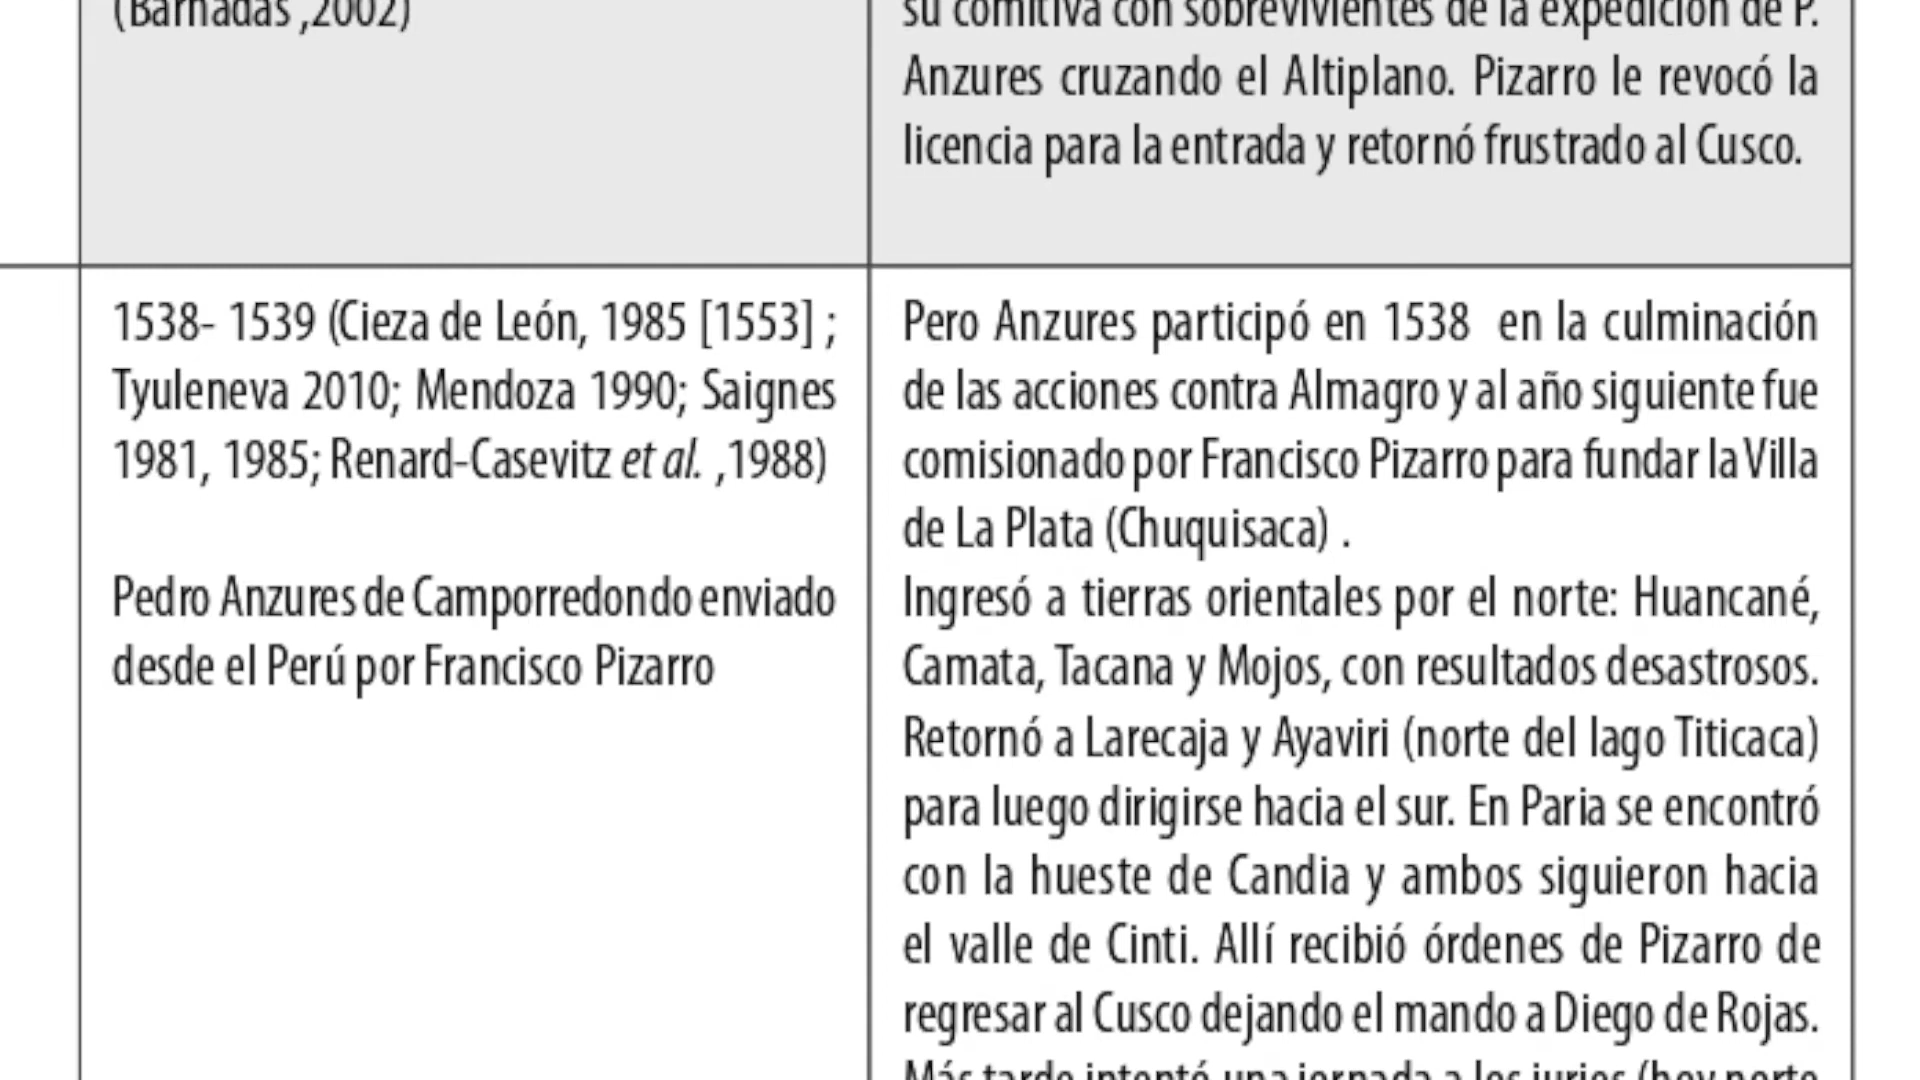 (Barnadas ,2002)
su comitiva con sobrevivientes de la expedición de P.
Anzures cruzando el Altiplano. Pizarro le revocó la
licencia para la entrada y retornó frustrado al Cusco.
1538- 1539 (Cieza de León, 1985 [1553] ;
Tyuleneva 2010; Mendoza 1990; Saignes
1981, 1985; Renard-Casevitz et al. ,1988)
Pedro Anzures de Camporredondo enviado
desde el Perú por Francisco Pizarro
Pero Anzures participó en 1538 en la culminación
de las acciones contra Almagro y al año siguiente fue
comisionado por Francisco Pizarro para fundar la Villa
de La Plata (Chuquisaca) .
Ingresó a tierras orientales por el norte: Huancané,
Camata, Tacana y Mojos, con resultados desastrosos.
Retornó a Larecaja y Ayaviri (norte del lago Titicaca)
para luego dirigirse hacia el sur. En Paria se encontró
con la hueste de Candia y ambos siguieron hacia
el valle de Cinti. Allí recibió órdenes de Pizarro de
regresar al Cusco dejando el mando a Diego de Rojas.
Más tarde intentó una jornada a los juries (hoy norte